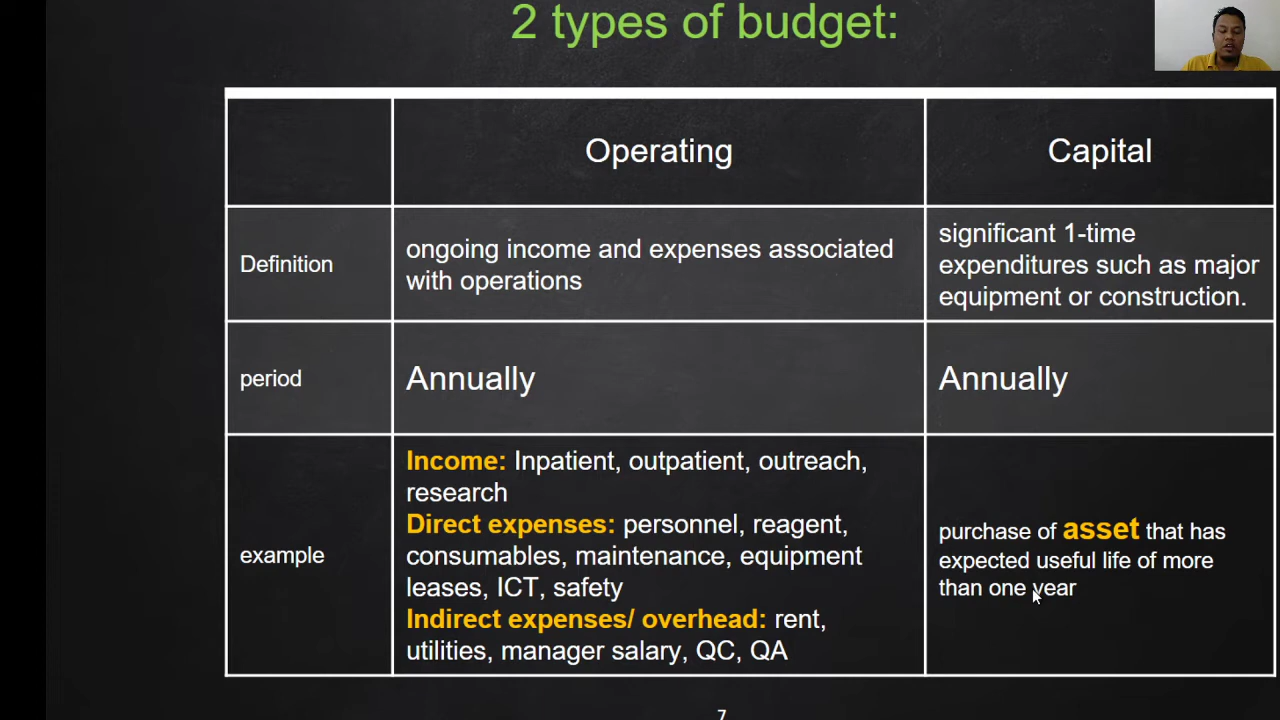 2 types of budget:
Operating
Capital
Definition
ongoing income and expenses associated
with operations
significant 1-time
expenditures such as major
equipment or construction.
period
Annually
Annually
example
Income: Inpatient, outpatient, outreach,
research
Direct expenses: personnel, reagent,
consumables, maintenance, equipment
leases, ICT, safety
Indirect expenses/ overhead: rent,
utilities, manager salary, QC, QA
purchase of asset that has
expected useful life of more
than one year
7